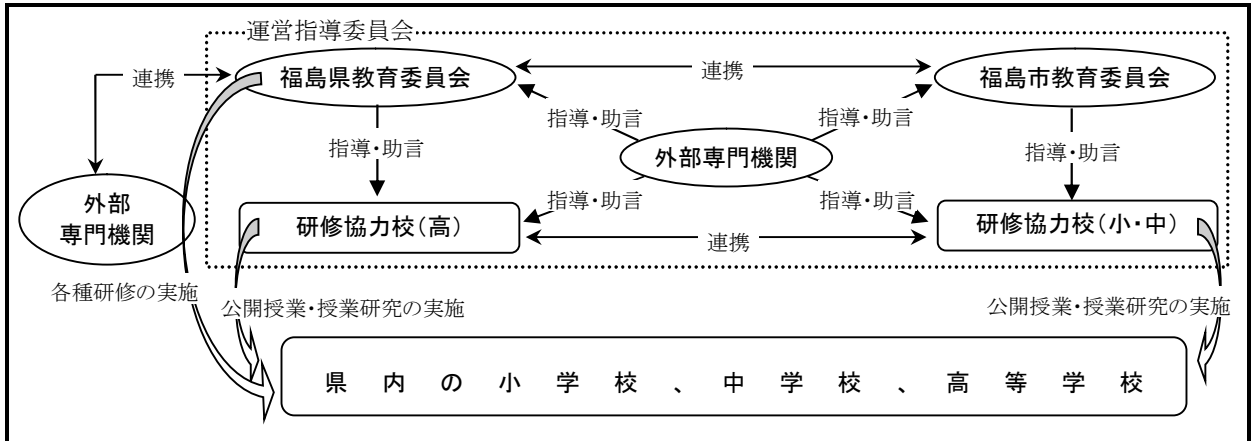 運営指導委員会
連携
福島県教育委員会
連携
福島市教育委員会
指導・助言
指導・助言
指導・助言
外部専門機関
指導・助言
外部
専門機関
指導・助言
指導・助言
研修協力校(高)
連携
研修協力校(小・中)
各種研修の実施
公開授業・授業研究の実施
公開授業・授業研究の実施
県内の小学校、中学校、高等学校